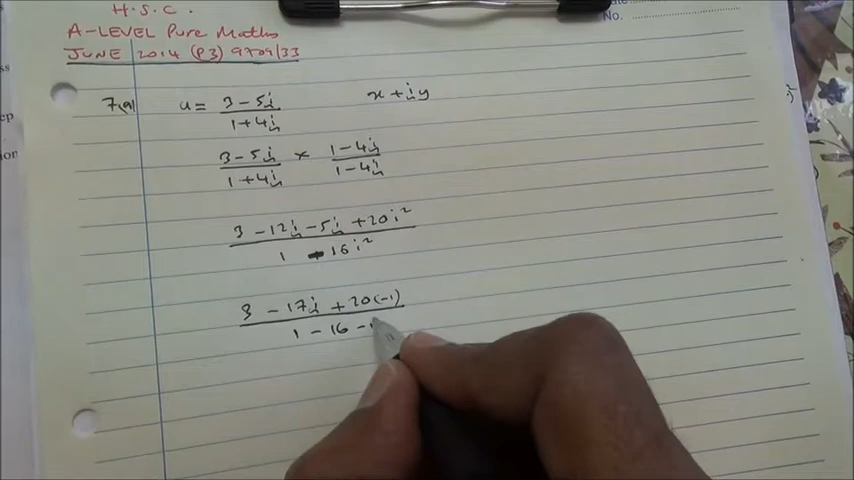 H.S.C.
A-LEVEL Pure Maths
JUNE 2014 (P3) 9709/33
No.
7(a) u = 3 - 5i / 1 + 4i x + iy
3 - 5i / 1 + 4i × 1 - 4i / 1 - 4i
3 - 12i - 5i + 20i² / 1 - 16i²
3 - 17i + 20(-1) / 1 - 16 -